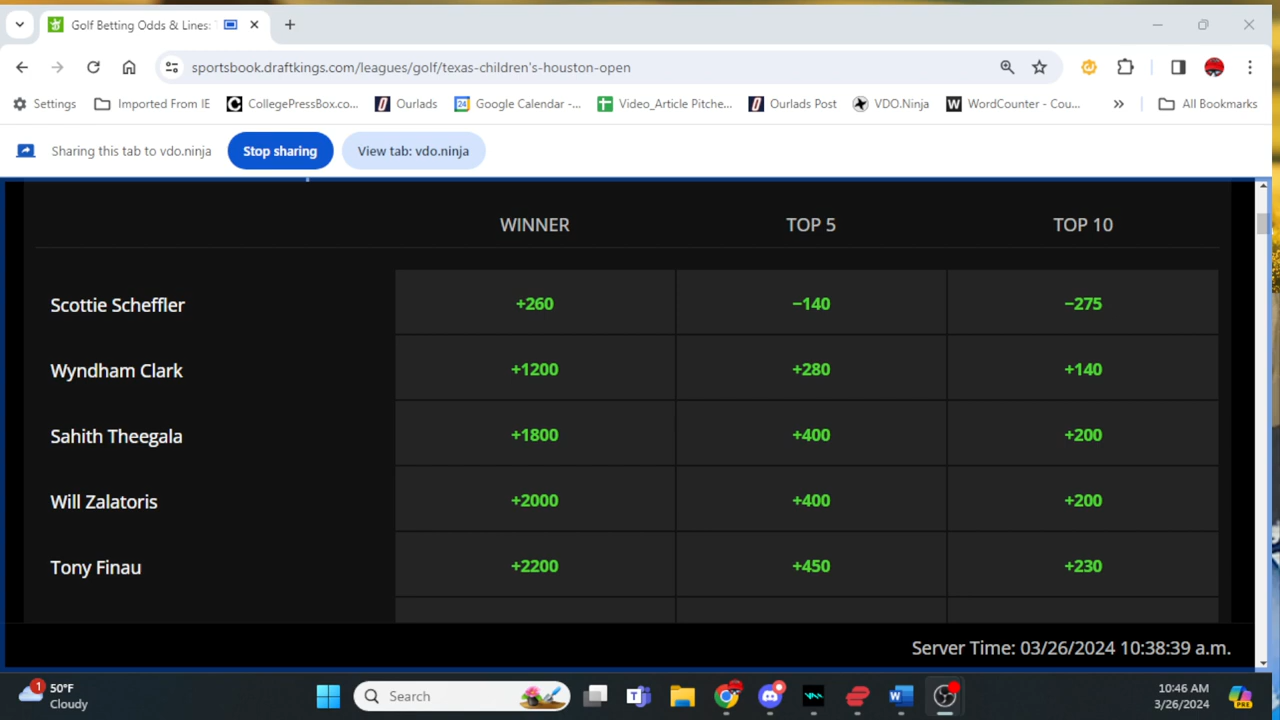 Golf Betting Odds & Lines:
sportsbook.draftkings.com/leagues/golf/texas-children's-houston-open
Settings Imported From IE CollegePressBox.co... Ourlads Google Calendar -... Video_Article Pitche... Ourlads Post VDO.Ninja WordCounter - Cou... » All Bookmarks
Sharing this tab to vdo.ninja Stop sharing View tab: vdo.ninja
WINNER TOP 5 TOP 10
Scottie Scheffler +260 −140 −275
Wyndham Clark +1200 +280 +140
Sahith Theegala +1800 +400 +200
Will Zalatoris +2000 +400 +200
Tony Finau +2200 +450 +230
Server Time: 03/26/2024 10:38:39 a.m.
1 50°F
Cloudy
Search
10:46 AM
3/26/2024
PRE